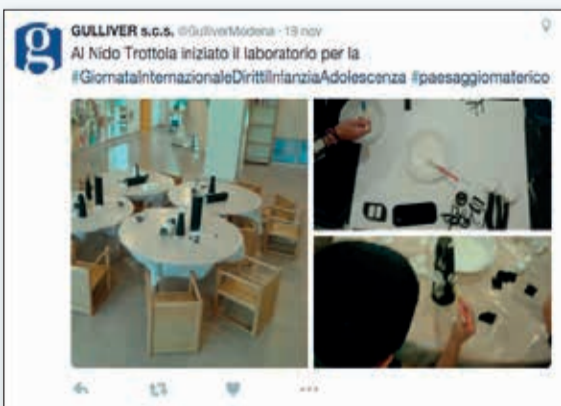 GULLIVER s.c.s. @GulliverModena · 19 nov
Al Nido Trottola iniziato il laboratorio per la
#GiornataInternazionaleDirittiInfanziaAdolescenza #paesaggiomaterico